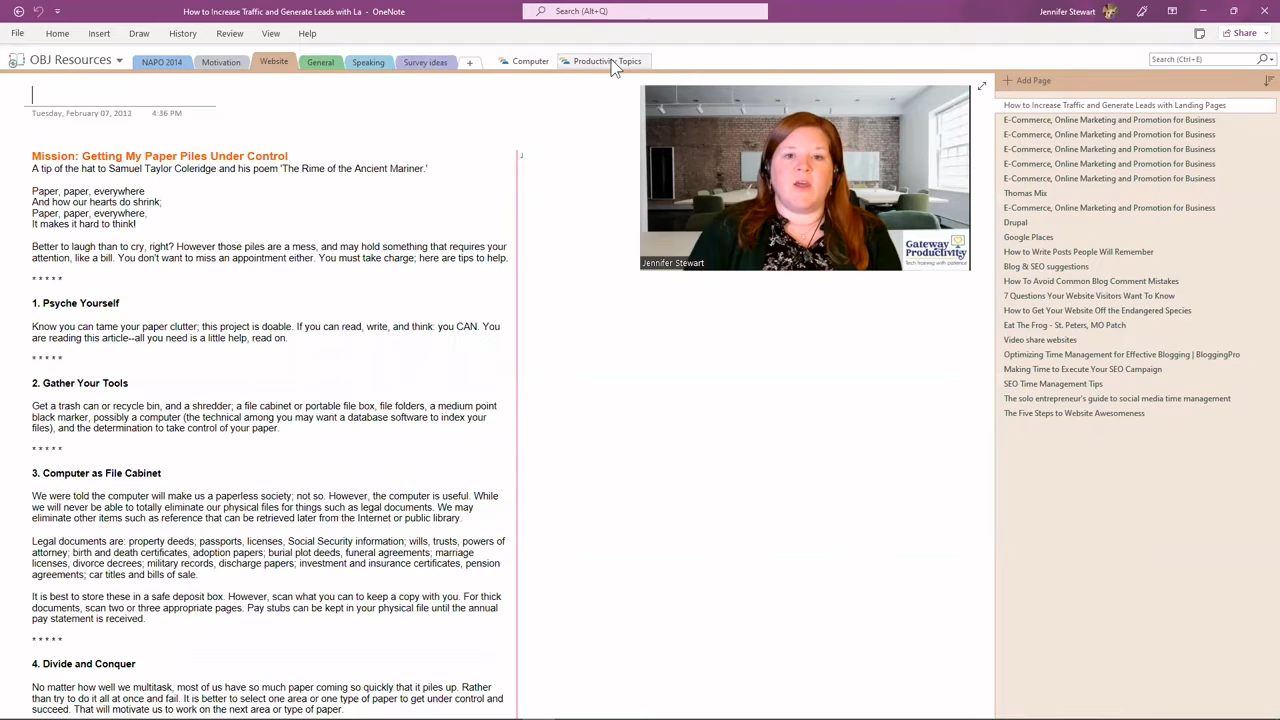 How to Increase Traffic and Generate Leads with La - OneNote
Search (Alt+Q)
Jennifer Stewart
File Home Insert Draw History Review View Help
Share
OBJ Resources
NAPO 2014 Motivation Website General Speaking Survey ideas + Computer Productivity Topics
Search (Ctrl+E)
Tuesday, February 07, 2012 4:36 PM
Mission: Getting My Paper Piles Under Control
A tip of the hat to Samuel Taylor Coleridge and his poem 'The Rime of the Ancient Mariner.'
Paper, paper, everywhere
And how our hearts do shrink;
Paper, paper, everywhere,
It makes it hard to think!
Better to laugh than to cry, right? However those piles are a mess, and may hold something that requires your
attention, like a bill. You don't want to miss an appointment either. You must take charge; here are tips to help.
* * * * *
1. Psyche Yourself
Know you can tame your paper clutter; this project is doable. If you can read, write, and think: you CAN. You
are reading this article--all you need is a little help, read on.
* * * * *
2. Gather Your Tools
Get a trash can or recycle bin, and a shredder; a file cabinet or portable file box, file folders, a medium point
black marker, possibly a computer (the technical among you may want a database software to index your
files), and the determination to take control of your paper.
* * * * *
3. Computer as File Cabinet
We were told the computer will make us a paperless society; not so. However, the computer is useful. While
we will never be able to totally eliminate our physical files for things such as legal documents. We may
eliminate other items such as reference that can be retrieved later from the Internet or public library.
Legal documents are: property deeds; passports, licenses, Social Security information; wills, trusts, powers of
attorney; birth and death certificates, adoption papers; burial plot deeds, funeral agreements; marriage
licenses, divorce decrees; military records, discharge papers; investment and insurance certificates, pension
agreements; car titles and bills of sale.
It is best to store these in a safe deposit box. However, scan what you can to keep a copy with you. For thick
documents, scan two or three appropriate pages. Pay stubs can be kept in your physical file until the annual
pay statement is received.
* * * * *
4. Divide and Conquer
No matter how well we multitask, most of us have so much paper coming so quickly that it piles up. Rather
than try to do it all at once and fail. It is better to select one area or one type of paper to get under control and
succeed. That will motivate us to work on the next area or type of paper.
Jennifer Stewart
Gateway
Productivity
Tech training with patience
Add Page
How to Increase Traffic and Generate Leads with Landing Pages
E-Commerce, Online Marketing and Promotion for Business
E-Commerce, Online Marketing and Promotion for Business
E-Commerce, Online Marketing and Promotion for Business
E-Commerce, Online Marketing and Promotion for Business
E-Commerce, Online Marketing and Promotion for Business
Thomas Mix
E-Commerce, Online Marketing and Promotion for Business
Drupal
Google Places
How to Write Posts People Will Remember
Blog & SEO suggestions
How To Avoid Common Blog Comment Mistakes
7 Questions Your Website Visitors Want To Know
How to Get Your Website Off the Endangered Species
Eat The Frog - St. Peters, MO Patch
Video share websites
Optimizing Time Management for Effective Blogging | BloggingPro
Making Time to Execute Your SEO Campaign
SEO Time Management Tips
The solo entrepreneur's guide to social media time management
The Five Steps to Website Awesomeness